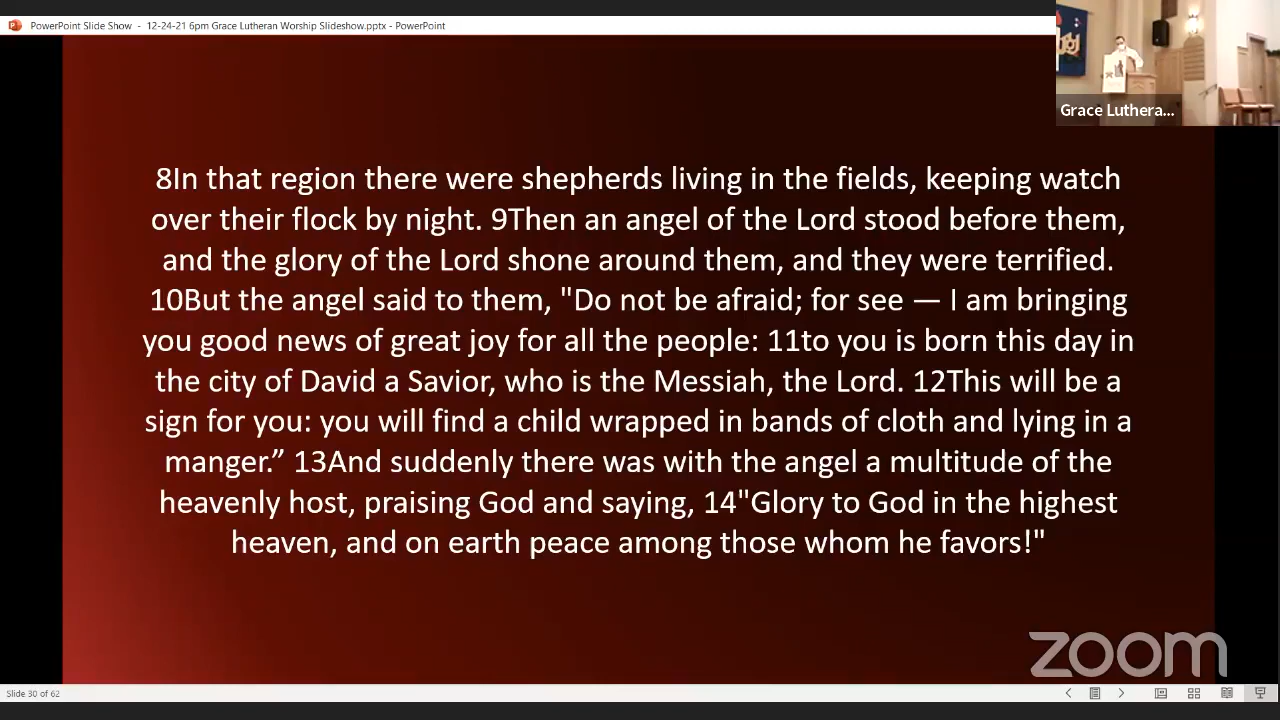 PowerPoint Slide Show - 12-24-21 6pm Grace Lutheran Worship Slideshow.pptx - PowerPoint
Grace Luthera...
8In that region there were shepherds living in the fields, keeping watch
over their flock by night. 9Then an angel of the Lord stood before them,
and the glory of the Lord shone around them, and they were terrified.
10But the angel said to them, "Do not be afraid; for see — I am bringing
you good news of great joy for all the people: 11to you is born this day in
the city of David a Savior, who is the Messiah, the Lord. 12This will be a
sign for you: you will find a child wrapped in bands of cloth and lying in a
manger.” 13And suddenly there was with the angel a multitude of the
heavenly host, praising God and saying, 14"Glory to God in the highest
heaven, and on earth peace among those whom he favors!"
zoom
Slide 30 of 62